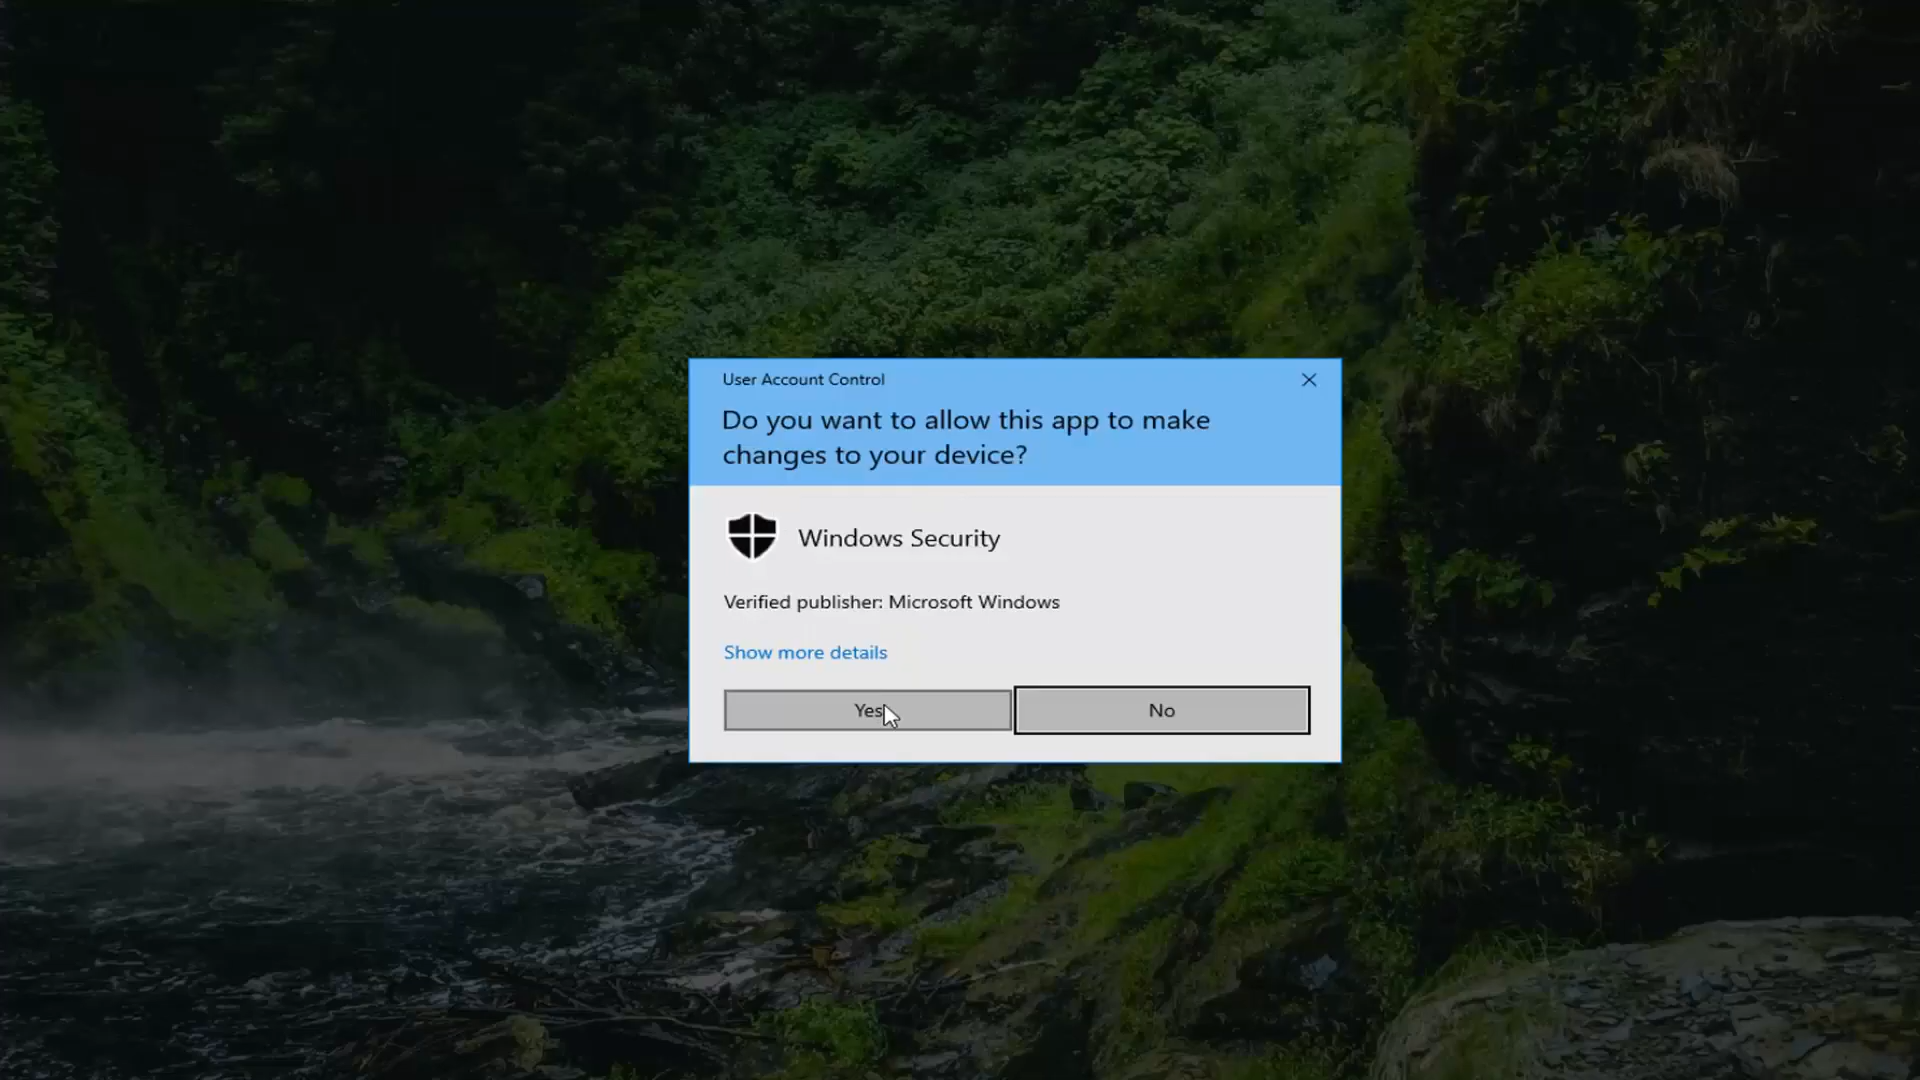 User Account Control
Do you want to allow this app to make
changes to your device?
Windows Security
Verified publisher: Microsoft Windows
Show more details
Yes
No